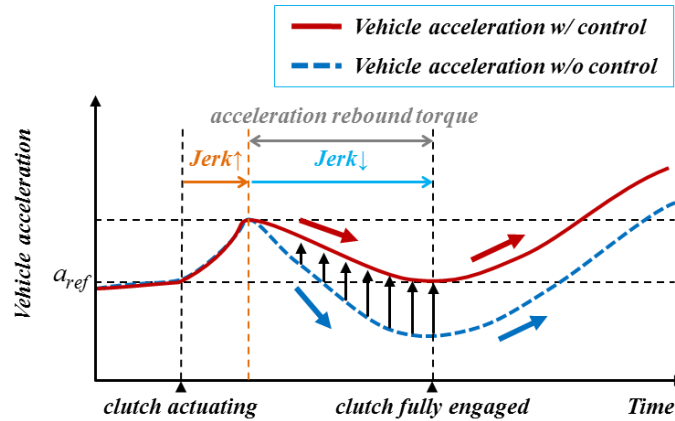 Vehicle acceleration w/ control
Vehicle acceleration w/o control
acceleration rebound torque
Jerk↑
Jerk↓
Vehicle acceleration
a_ref
clutch actuating
clutch fully engaged
Time